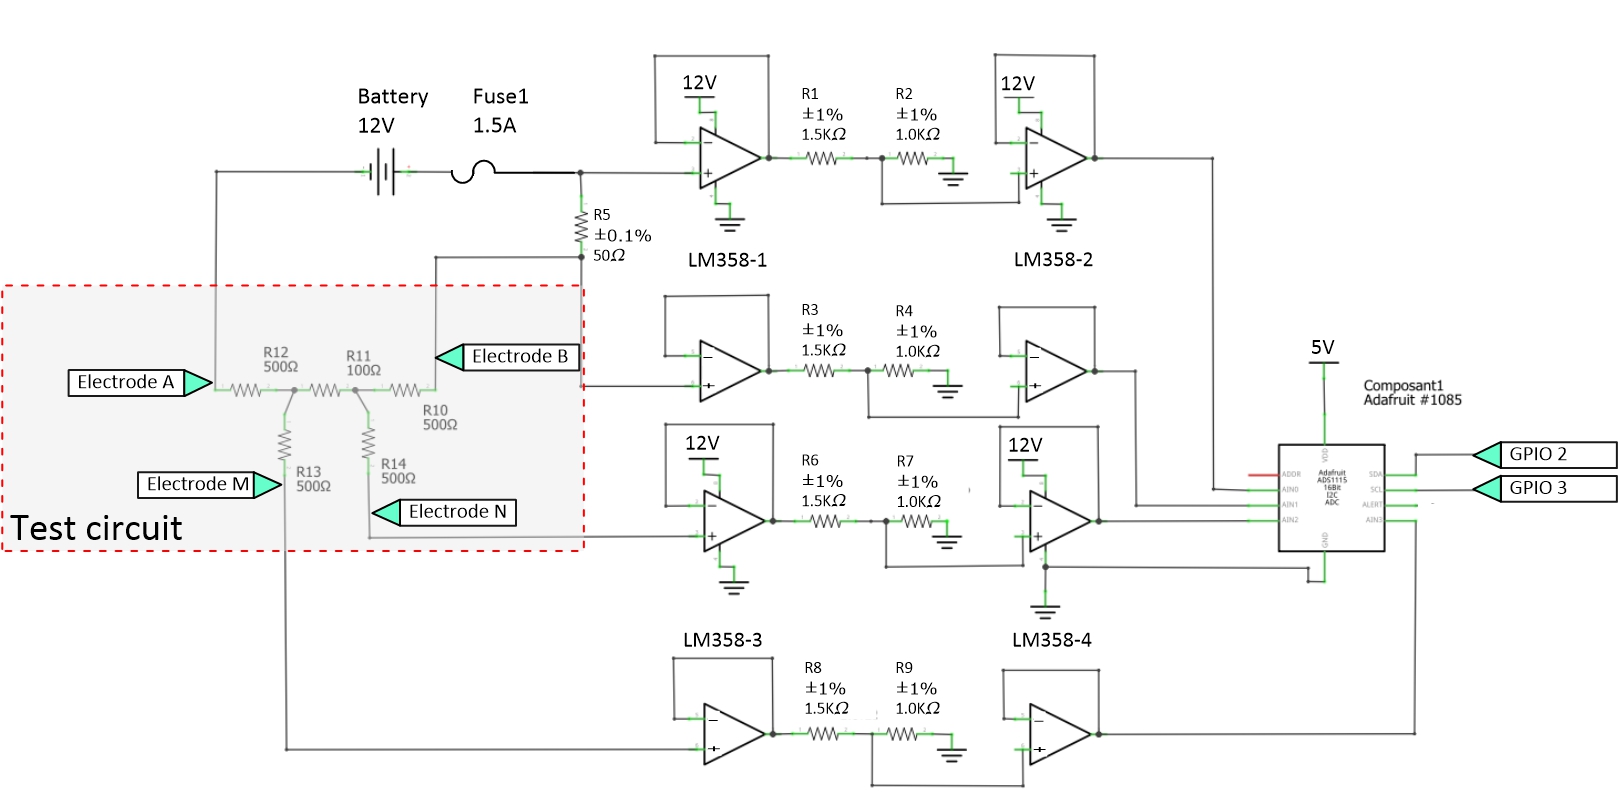 Battery
12V
Fuse1
1.5A
12V
R1
±1%
1.5KΩ
R2
±1%
1.0KΩ
12V
R5
±0.1%
50Ω
LM358-1
LM358-2
R3
±1%
1.5KΩ
R4
±1%
1.0KΩ
Electrode A
R12
500Ω
R11
100Ω
Electrode B
R10
500Ω
R13
500Ω
R14
500Ω
Electrode M
Electrode N
Test circuit
5V
Composant1
Adafruit #1085
12V
R6
±1%
1.5KΩ
R7
±1%
1.0KΩ
12V
VDD
ADDR
AIN0
AIN1
AIN2
Adafruit
ADS1115
16Bit
I2C
ADC
SDA
SCL
ALERT
AIN3
GND
GPIO 2
GPIO 3
LM358-3
LM358-4
R8
±1%
1.5KΩ
R9
±1%
1.0KΩ